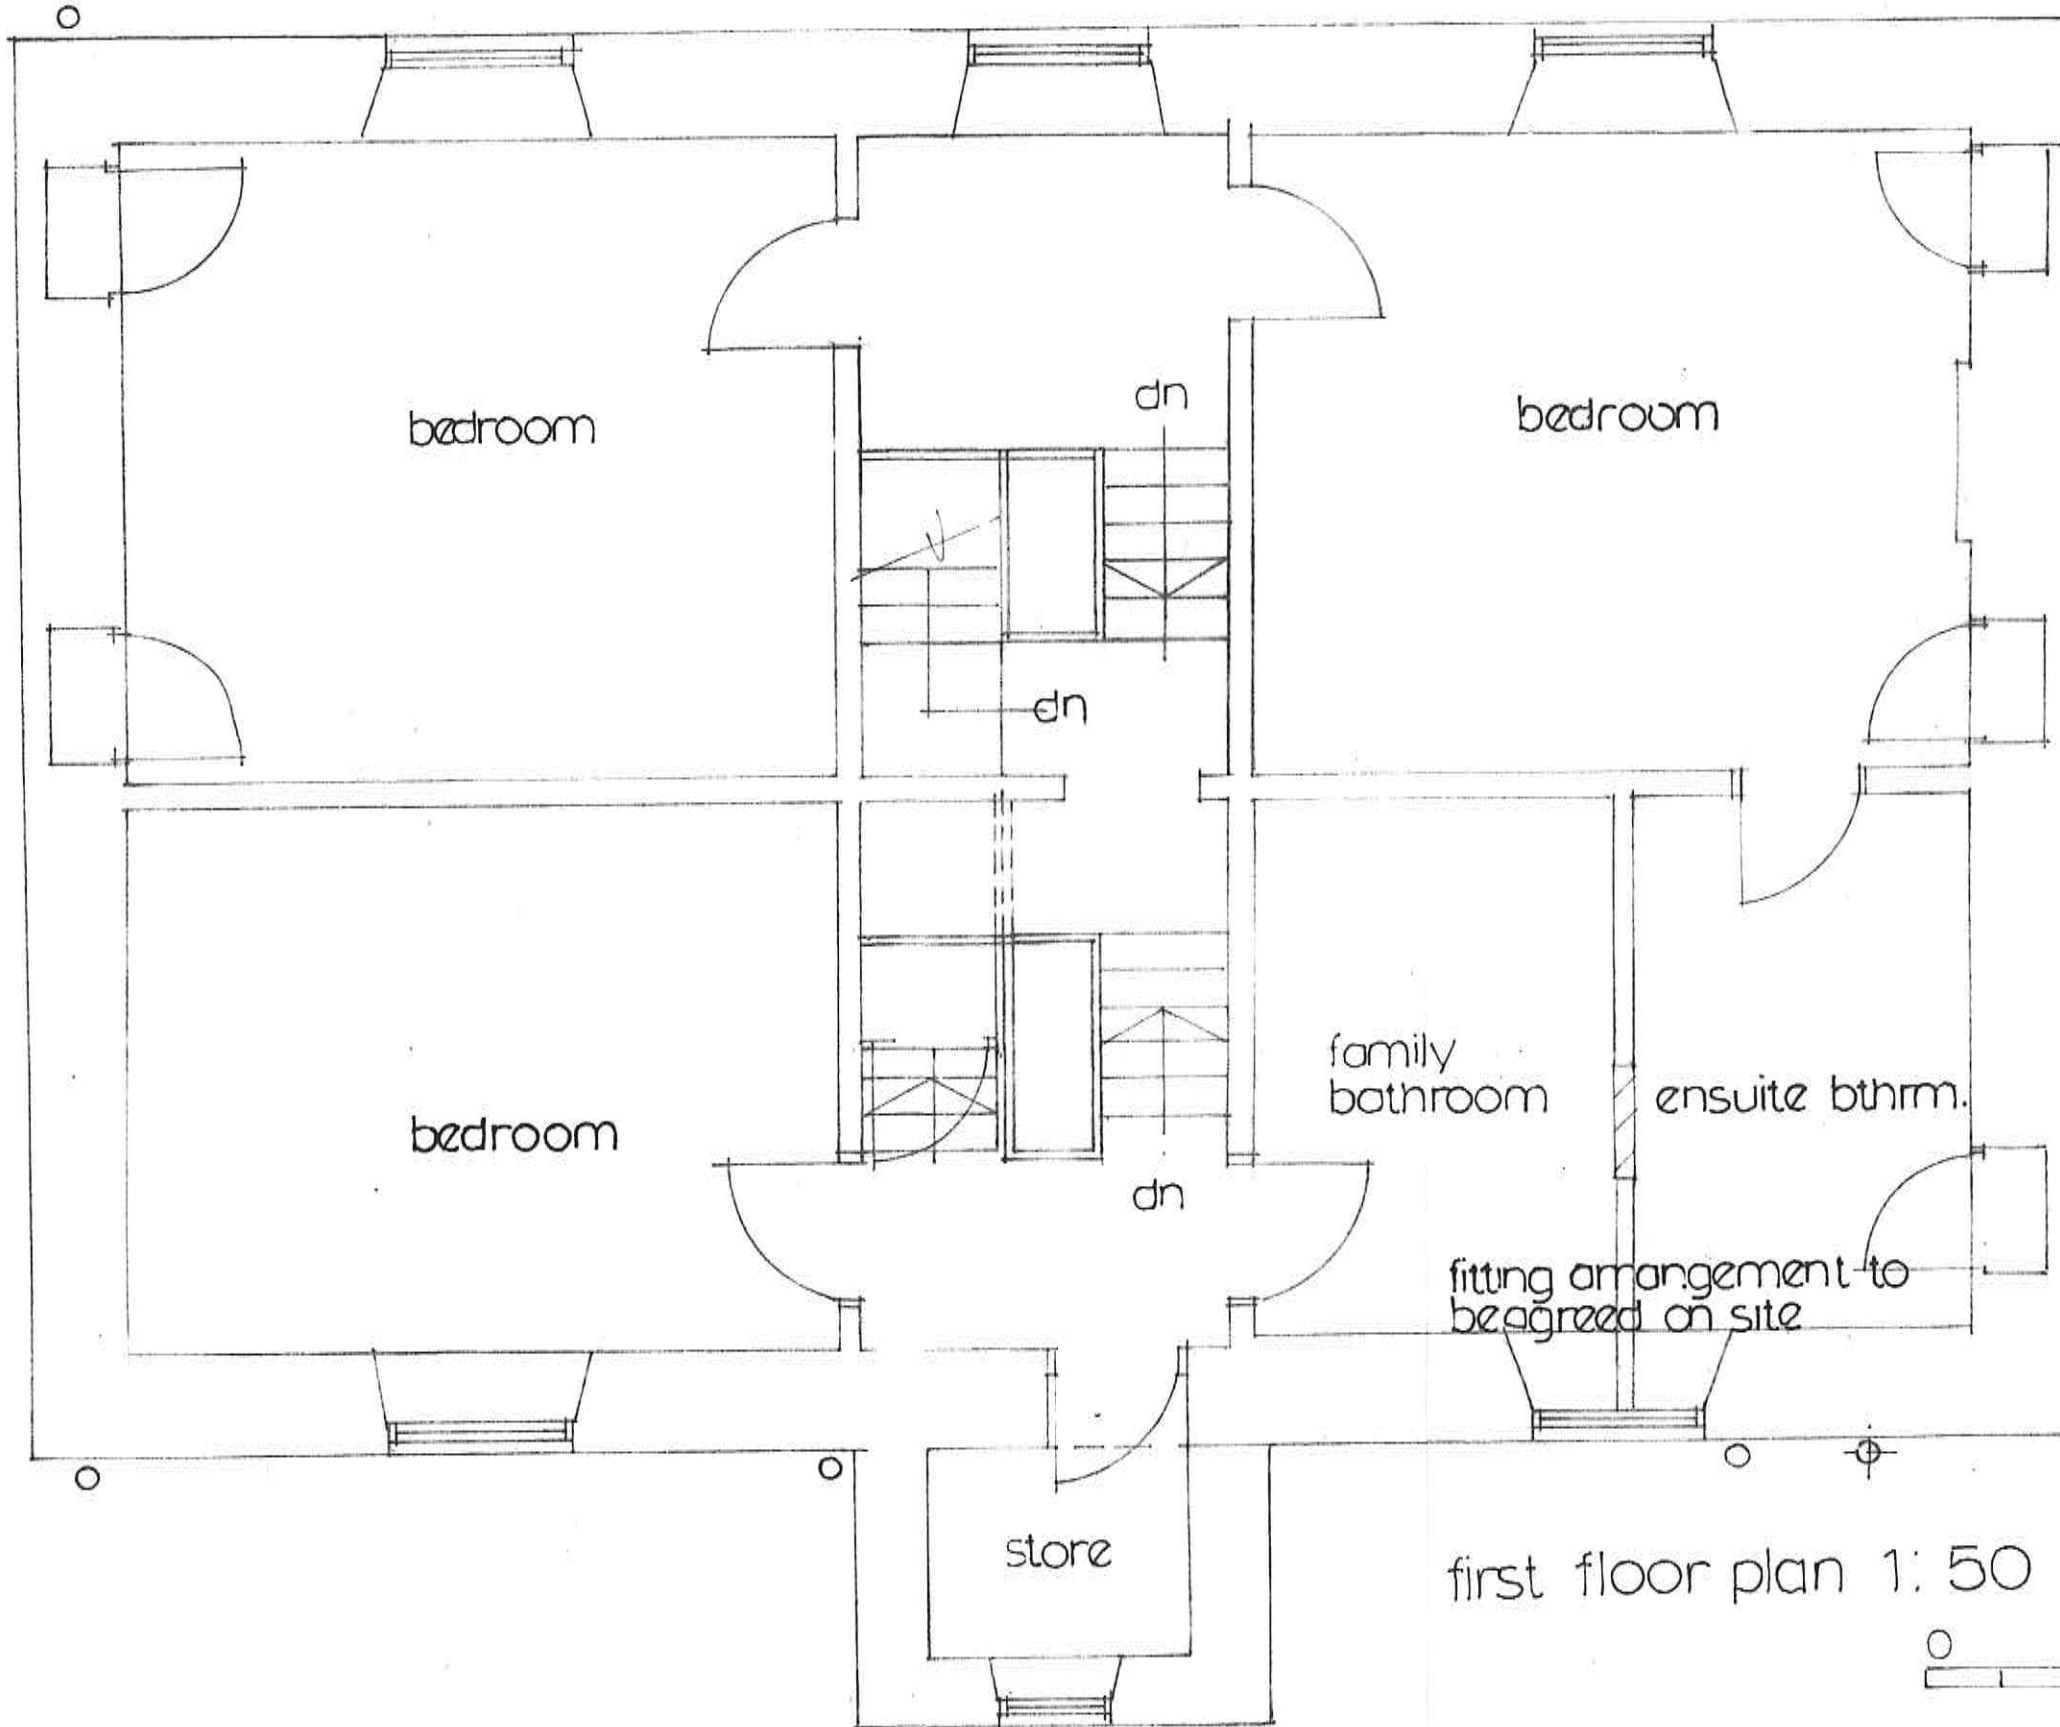 bedroom
dn
bedroom
dn
family
bathroom
ensuite bthrm.
bedroom
dn
fitting arrangement to
beagreed on site
store
first floor plan 1:50
0